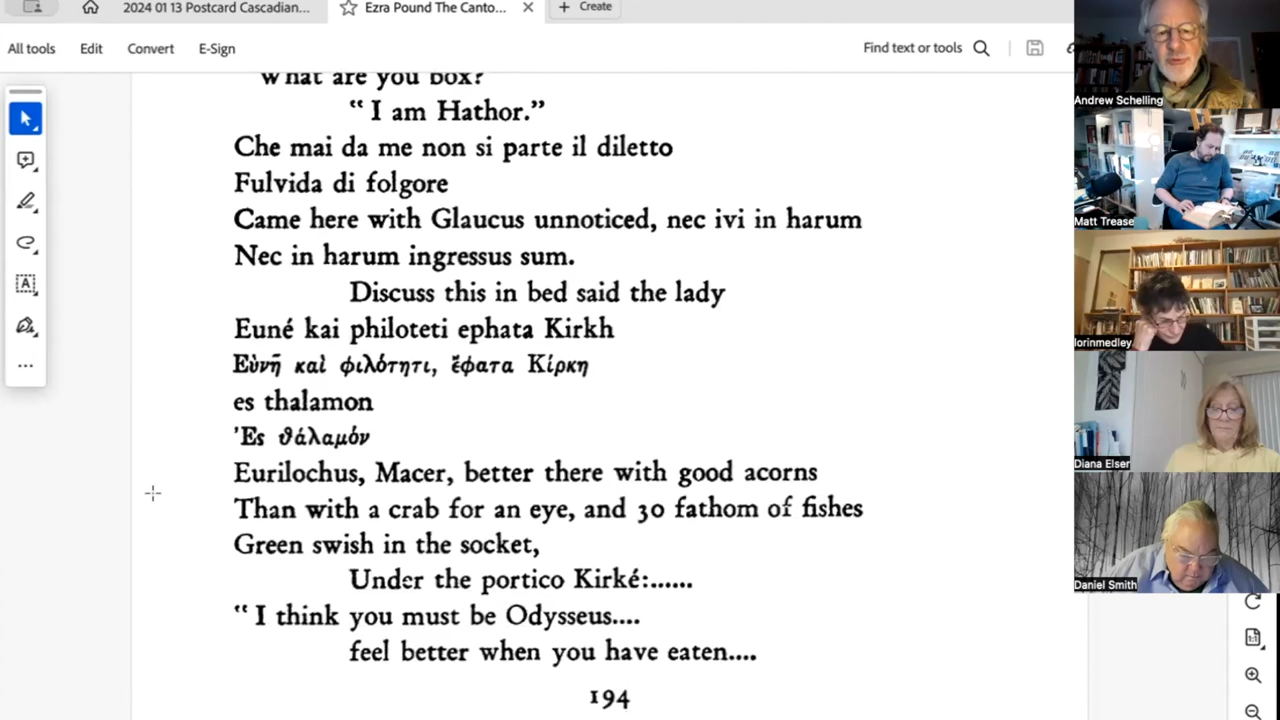 2024 01 13 Postcard Cascadian...
Ezra Pound The Canto...
Create
All tools
Edit
Convert
E-Sign
Find text or tools
What are you box?
“ I am Hathor.”
Che mai da me non si parte il diletto
Fulvida di folgore
Came here with Glaucus unnoticed, nec ivi in harum
Nec in harum ingressus sum.
Discuss this in bed said the lady
Euné kai philoteti ephata Kirkh
Εὐνῇ καὶ φιλότητι, ἔφατα Κίρκη
es thalamon
Ἐς θάλαμόν
Eurilochus, Macer, better there with good acorns
Than with a crab for an eye, and 30 fathom of fishes
Green swish in the socket,
Under the portico Kirké:......
“ I think you must be Odysseus....
feel better when you have eaten....
194
Andrew Schelling
Matt Trease
lorinmedley
Diana Elser
Daniel Smith